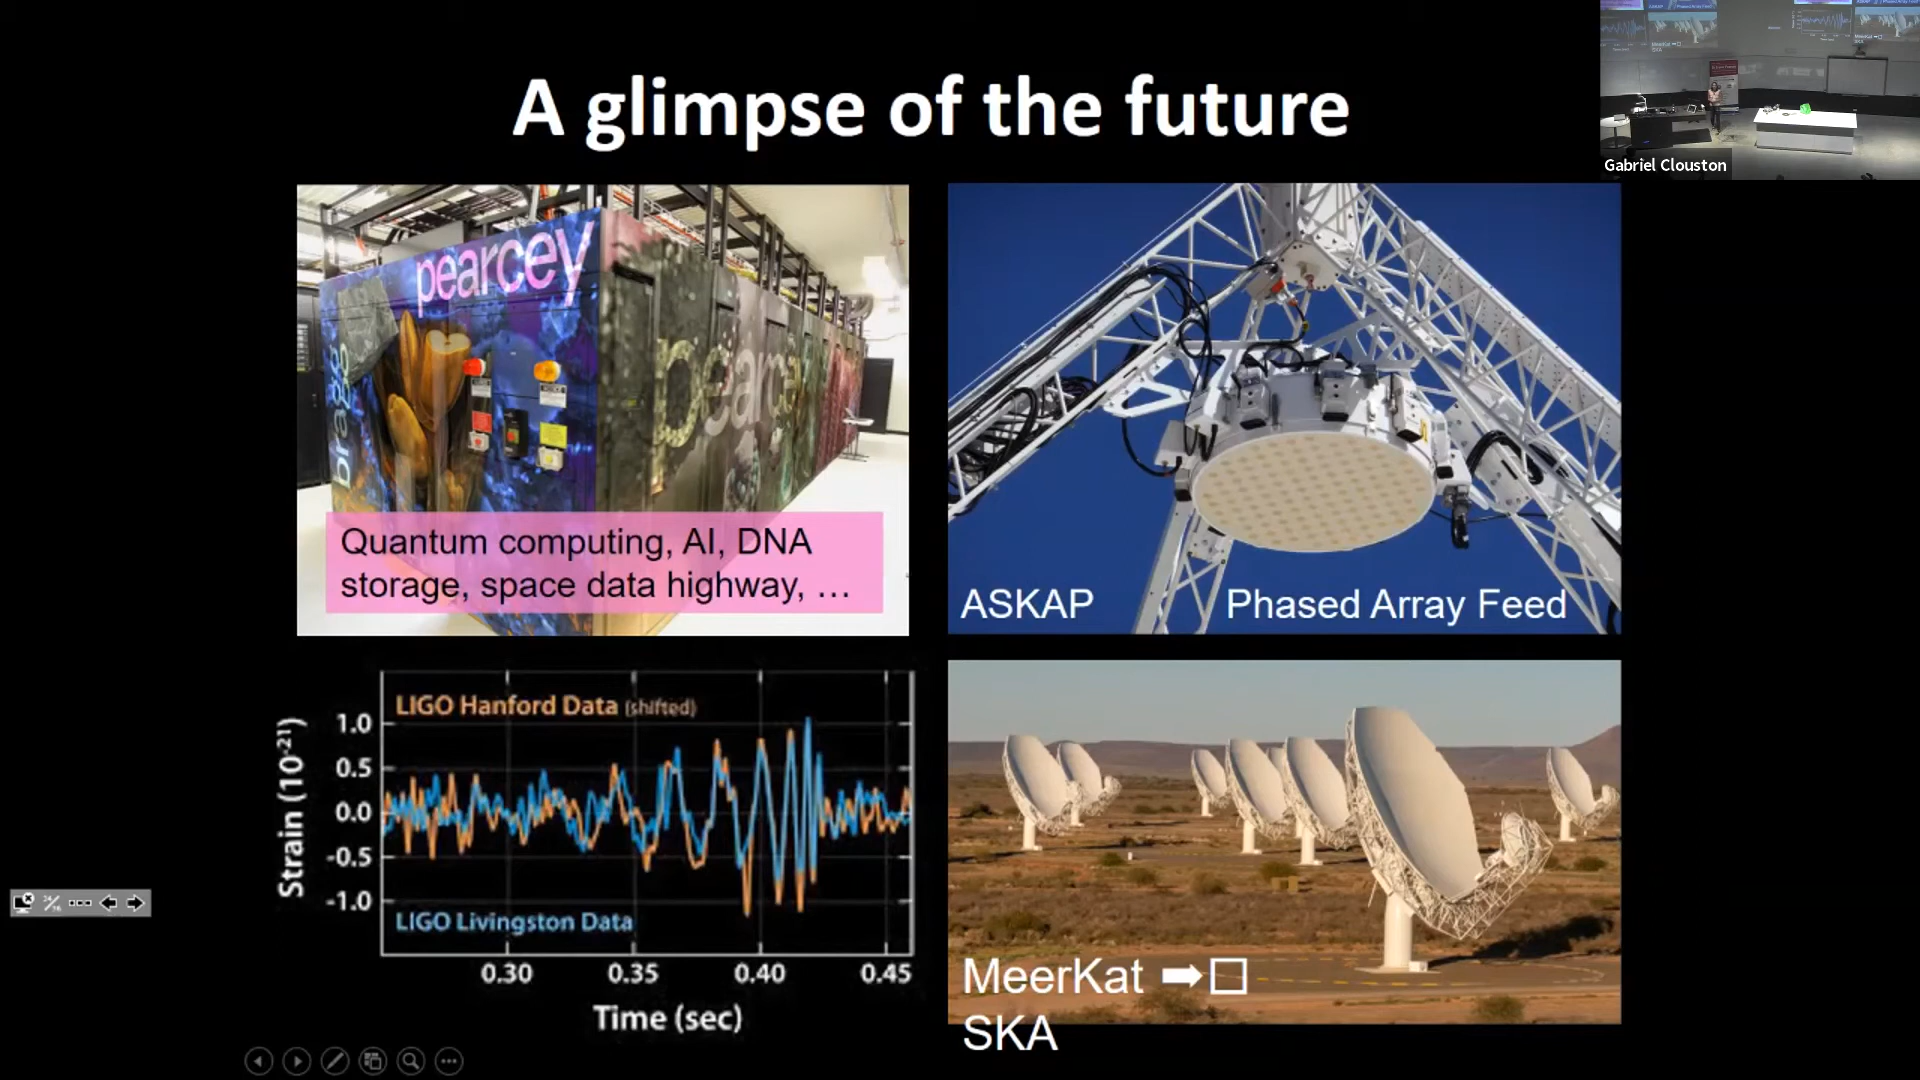 A glimpse of the future
Gabriel Clouston
pearcey
pearcey
bragg
Quantum computing, AI, DNA
storage, space data highway, …
ASKAP
Phased Array Feed
LIGO Hanford Data (shifted)
LIGO Livingston Data
Strain (10-21)
1.0
0.5
0.0
-0.5
-1.0
0.30
0.35
0.40
0.45
Time (sec)
MeerKat ➡□
SKA